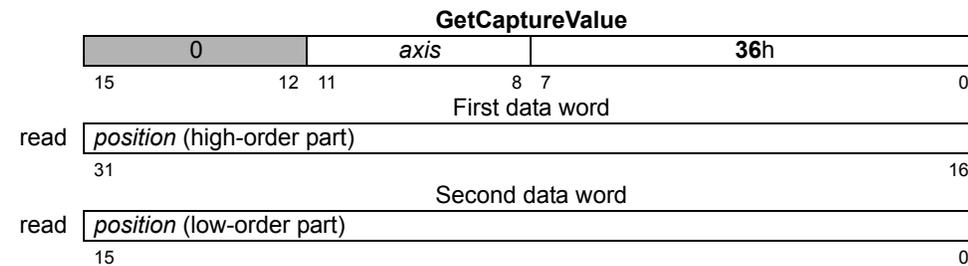 GetCaptureValue
0 axis 36h
15 12 11 8 7 0
First data word
read position (high-order part)
31 16
Second data word
read position (low-order part)
15 0